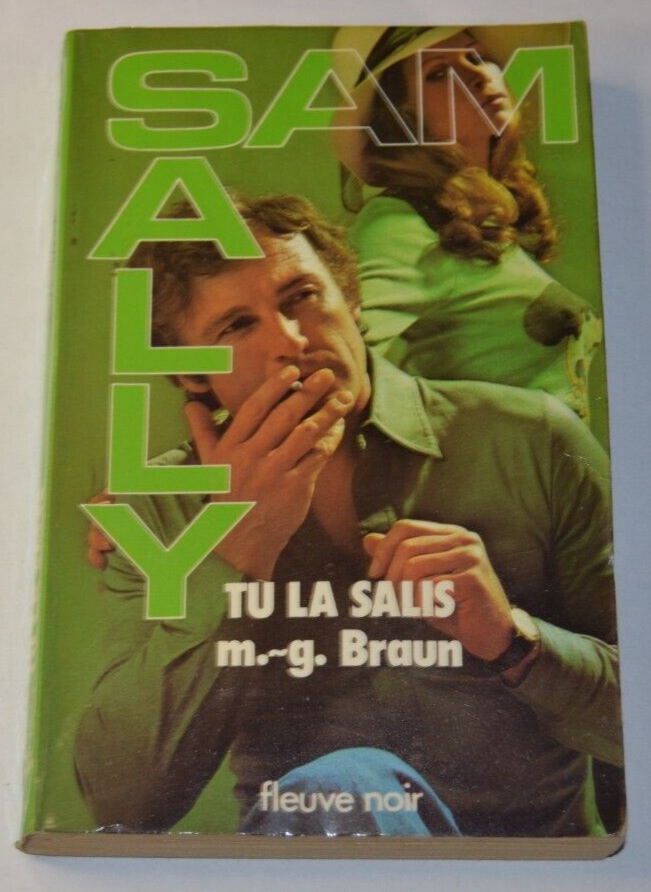 SAM
SALLY
TU LA SALIS
m.~g. Braun
fleuve noir